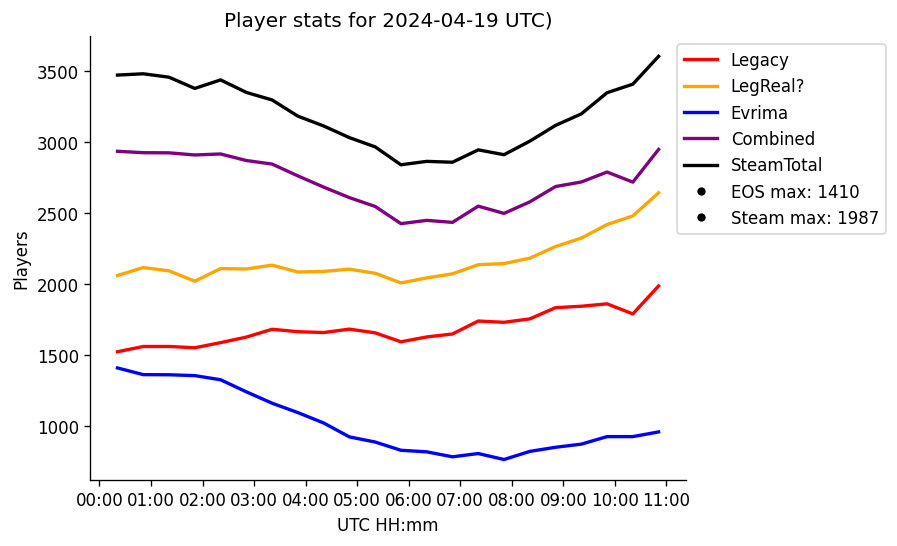 Player stats for 2024-04-19 UTC)
Players
3500
3000
2500
2000
1500
1000
00:00 01:00 02:00 03:00 04:00 05:00 06:00 07:00 08:00 09:00 10:00 11:00
UTC HH:mm
Legacy
LegReal?
Evrima
Combined
SteamTotal
EOS max: 1410
Steam max: 1987